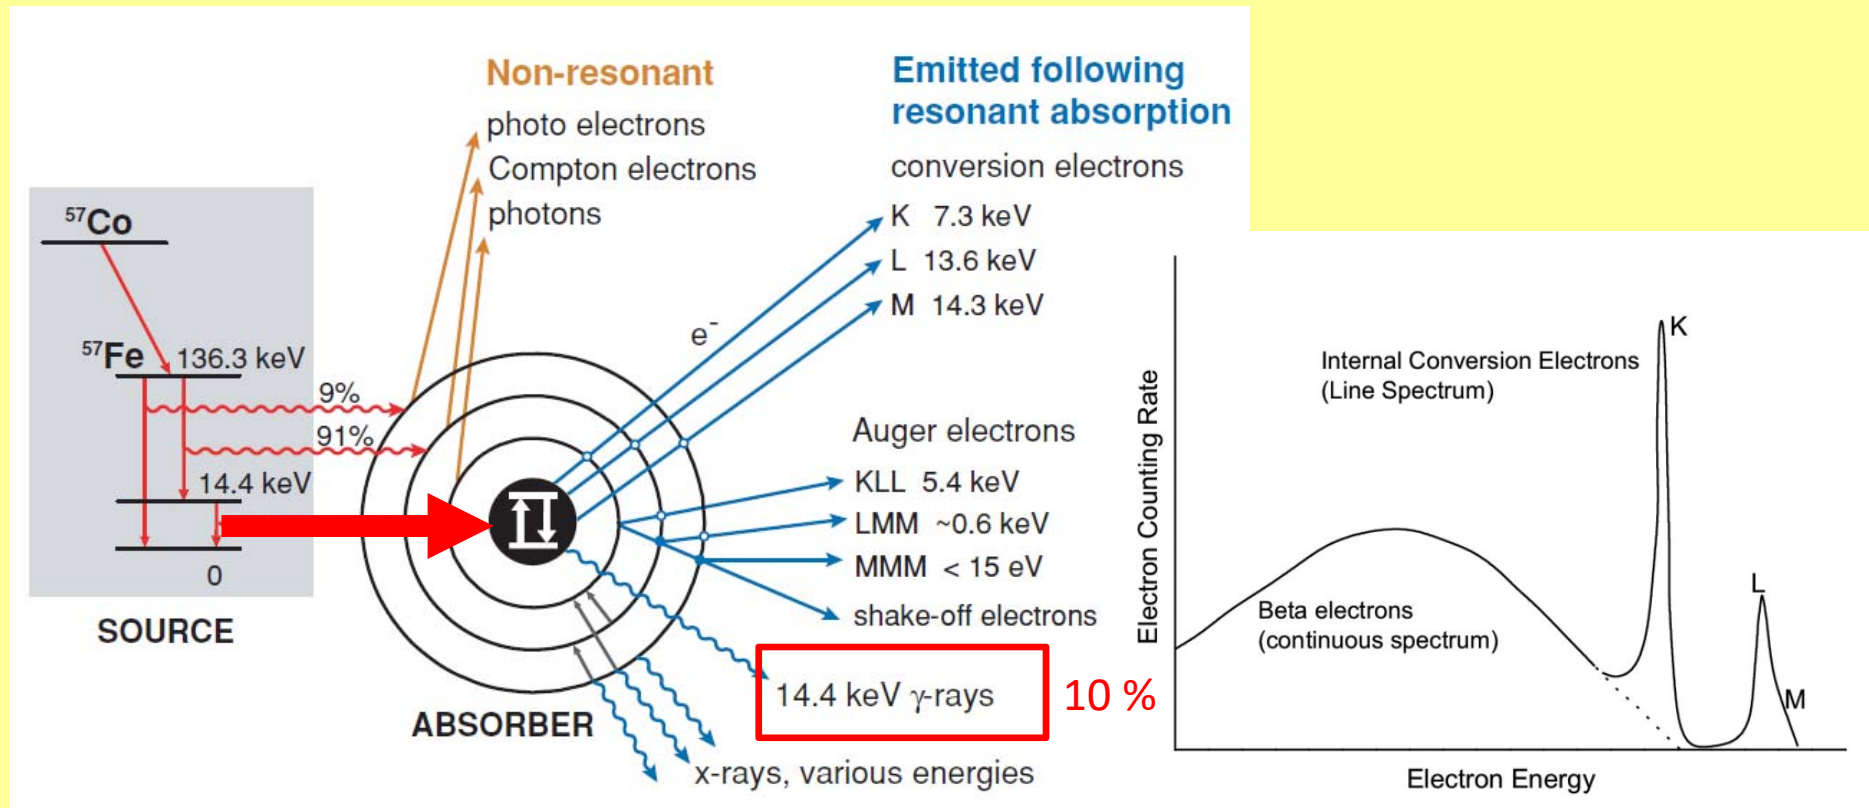 Non-resonant
photo electrons
Compton electrons
photons
Emitted following
resonant absorption
conversion electrons
K 7.3 keV
L 13.6 keV
M 14.3 keV
e⁻
⁵⁷Co
⁵⁷Fe 136.3 keV
9%
91%
14.4 keV
0
SOURCE
Auger electrons
KLL 5.4 keV
LMM ~0.6 keV
MMM < 15 eV
shake-off electrons
14.4 keV γ-rays
10 %
ABSORBER
x-rays, various energies
Electron Counting Rate
Internal Conversion Electrons
(Line Spectrum)
K
Beta electrons
(continuous spectrum)
L
M
Electron Energy